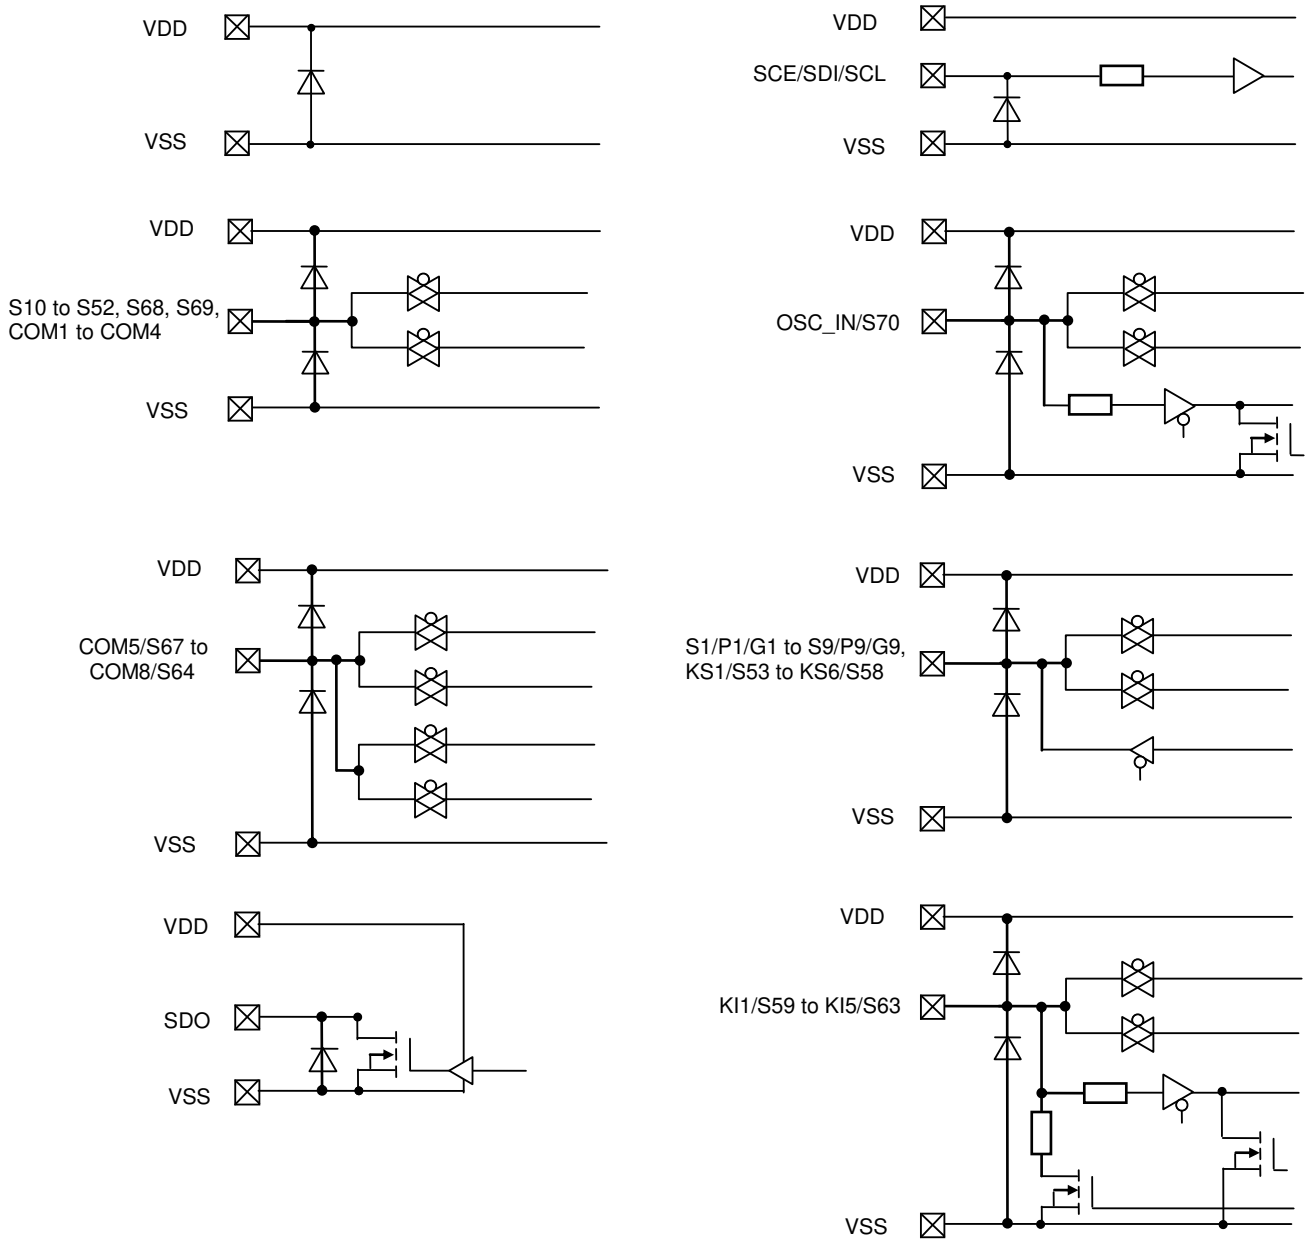 VDD
VSS
VDD
SCE/SDI/SCL
VSS
VDD
S10 to S52, S68, S69,
COM1 to COM4
VSS
VDD
OSC_IN/S70
VSS
VDD
COM5/S67 to
COM8/S64
VSS
VDD
S1/P1/G1 to S9/P9/G9,
KS1/S53 to KS6/S58
VSS
VDD
SDO
VSS
VDD
KI1/S59 to KI5/S63
VSS